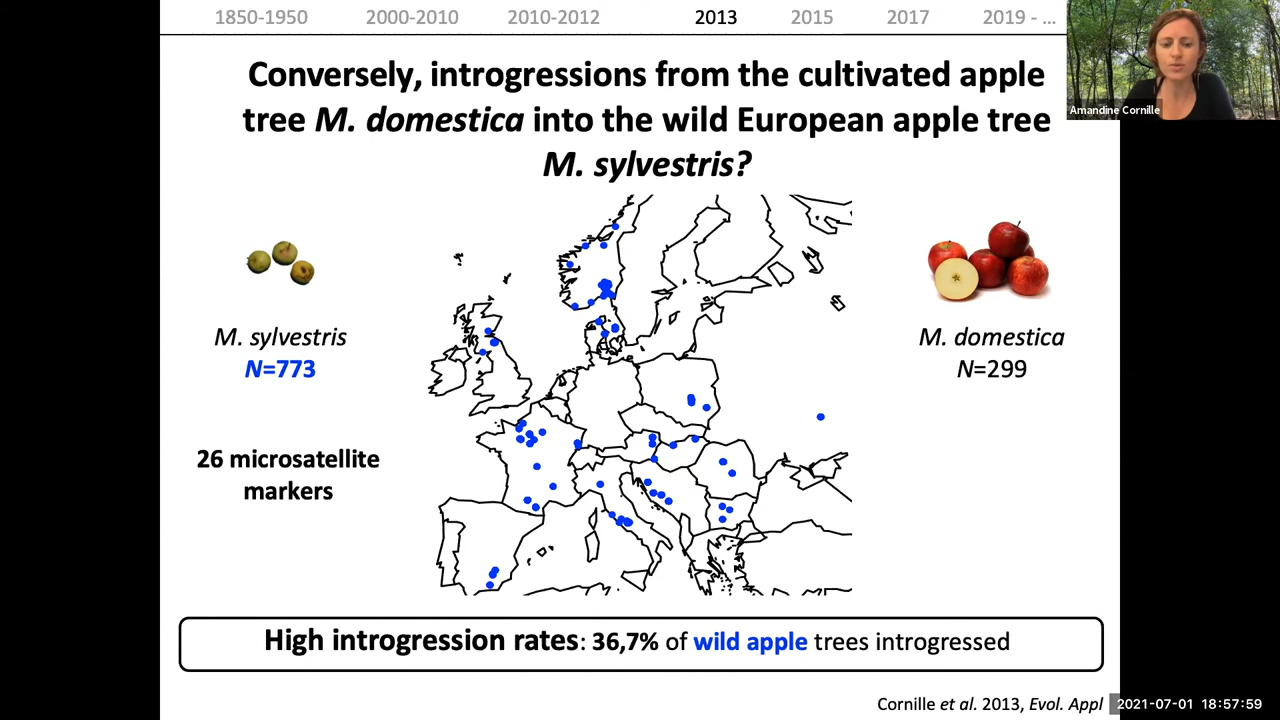 1850-1950 2000-2010 2010-2012 2013 2015 2017 2019 - ...
Amandine Cornille
Conversely, introgressions from the cultivated apple
tree M. domestica into the wild European apple tree
M. sylvestris?
M. sylvestris
N=773
M. domestica
N=299
26 microsatellite
markers
High introgression rates: 36,7% of wild apple trees introgressed
Cornille et al. 2013, Evol. Appl
2021-07-01 18:57:59